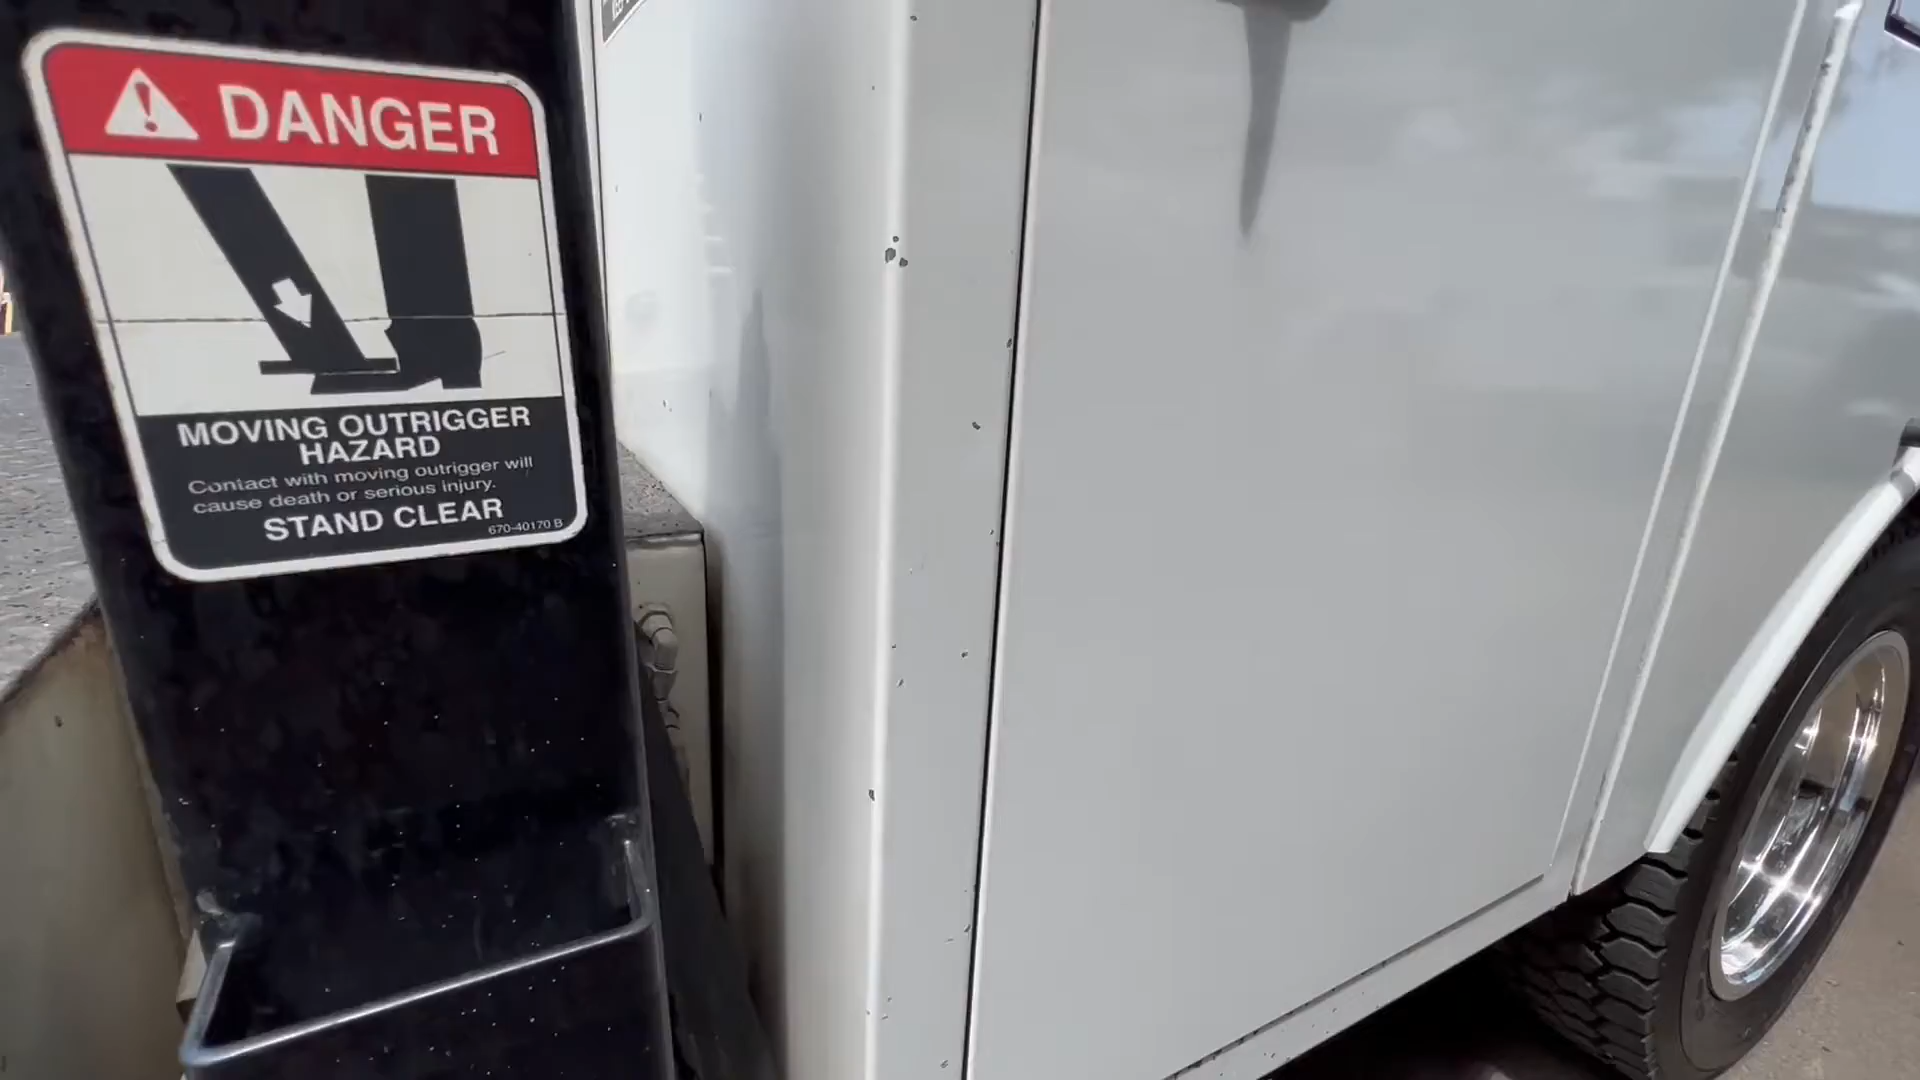 DANGER
MOVING OUTRIGGER
HAZARD
Contact with moving outrigger will
cause death or serious injury.
STAND CLEAR
670-40170 B